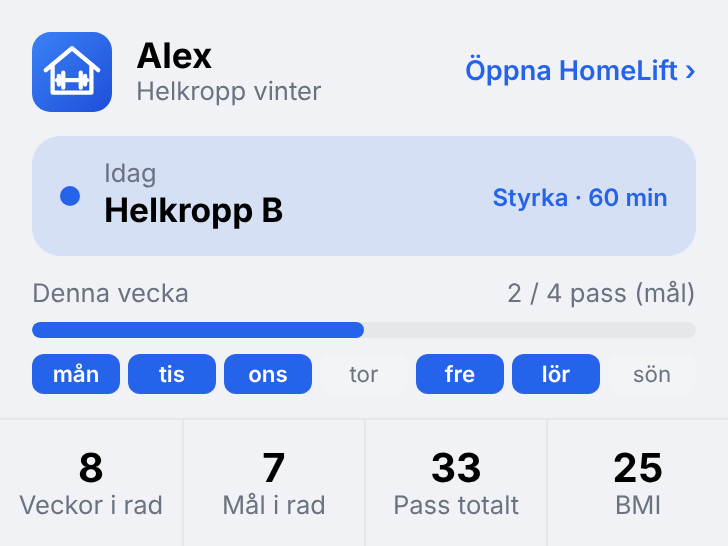 Alex
Helkropp vinter
Öppna HomeLift ›
Idag
Helkropp B
Styrka · 60 min
Denna vecka
2 / 4 pass (mål)
mån tis ons tor fre lör sön
8 7 33 25
Veckor i rad Mål i rad Pass totalt BMI